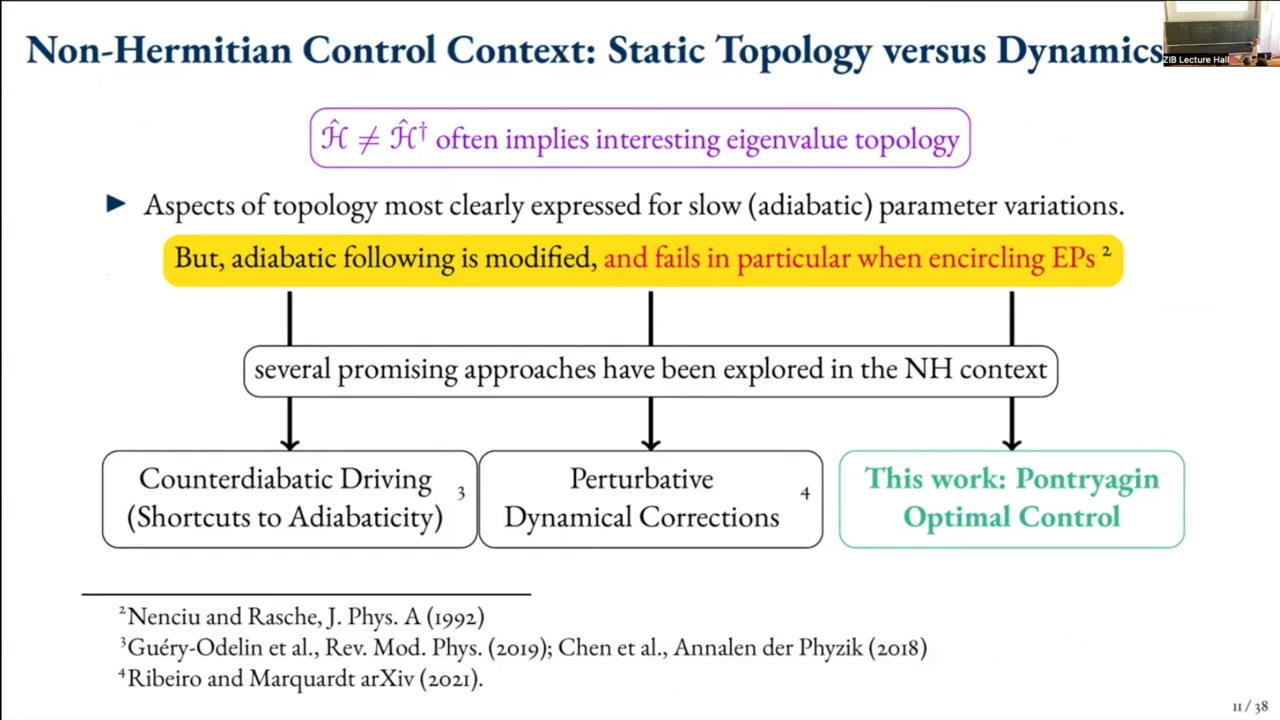 Non-Hermitian Control Context: Static Topology versus Dynamics
ZIB Lecture Hall
Ĥ ≠ Ĥ† often implies interesting eigenvalue topology
▶ Aspects of topology most clearly expressed for slow (adiabatic) parameter variations.
But, adiabatic following is modified, and fails in particular when encircling EPs ²
several promising approaches have been explored in the NH context
Counterdiabatic Driving
(Shortcuts to Adiabaticity) ³
Perturbative
Dynamical Corrections ⁴
This work: Pontryagin
Optimal Control
²Nenciu and Rasche, J. Phys. A (1992)
³Guéry-Odelin et al., Rev. Mod. Phys. (2019); Chen et al., Annalen der Phyzik (2018)
⁴Ribeiro and Marquardt arXiv (2021).
11 / 38